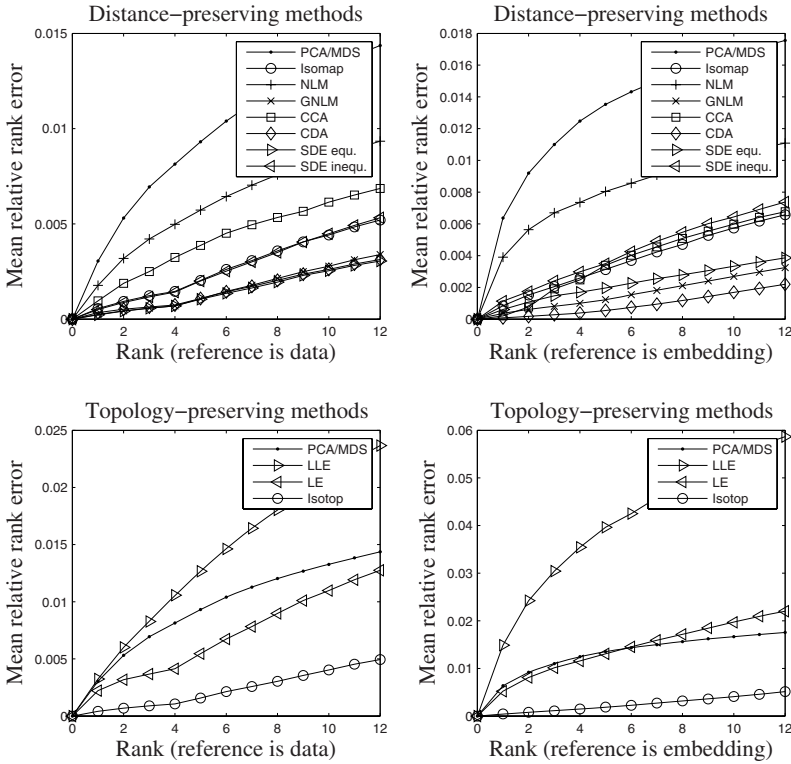 Distance−preserving methods
Mean relative rank error
0.015
0.01
0.005
0
PCA/MDS
Isomap
NLM
GNLM
CCA
CDA
SDE equ.
SDE inequ.
0 2 4 6 8 10 12
Rank (reference is data)
Distance−preserving methods
Mean relative rank error
0.018
0.016
0.014
0.012
0.01
0.008
0.006
0.004
0.002
0
PCA/MDS
Isomap
NLM
GNLM
CCA
CDA
SDE equ.
SDE inequ.
0 2 4 6 8 10 12
Rank (reference is embedding)
Topology−preserving methods
Mean relative rank error
0.025
0.02
0.015
0.01
0.005
0
PCA/MDS
LLE
LE
Isotop
0 2 4 6 8 10 12
Rank (reference is data)
Topology−preserving methods
Mean relative rank error
0.06
0.05
0.04
0.03
0.02
0.01
0
PCA/MDS
LLE
LE
Isotop
0 2 4 6 8 10 12
Rank (reference is embedding)